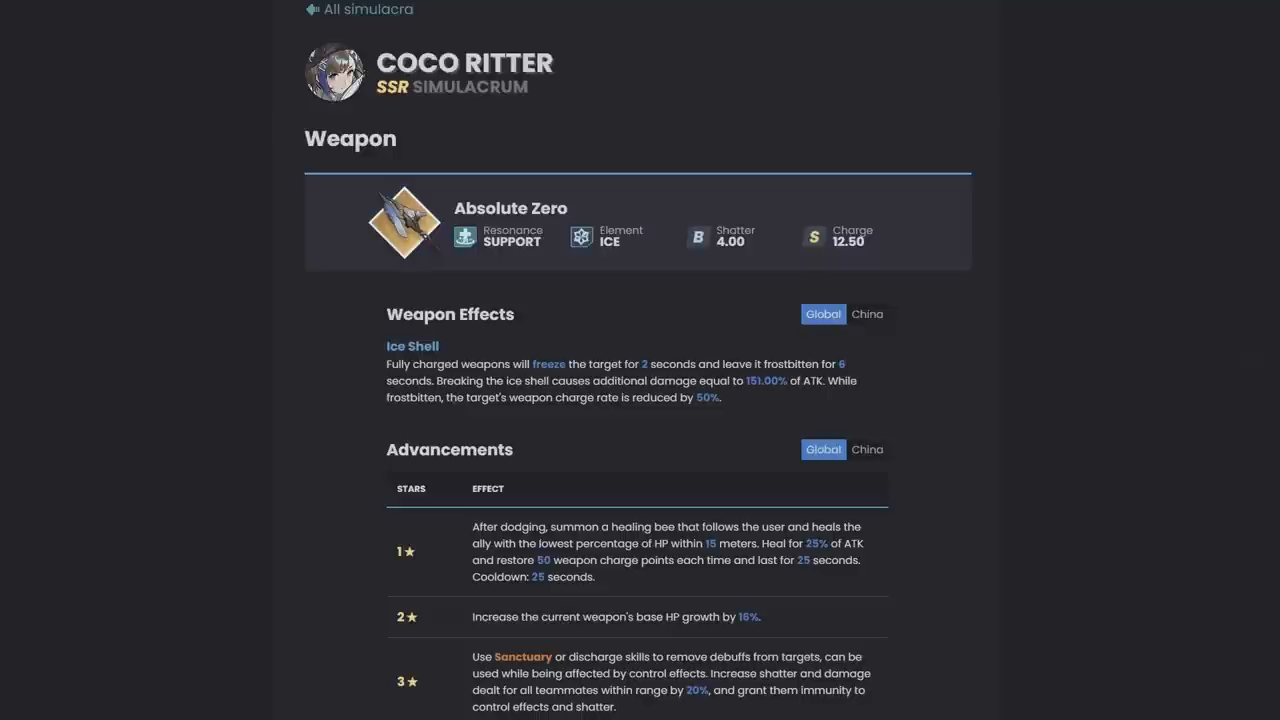 All simulacra
COCO RITTER
SSR SIMULACRUM
Weapon
Absolute Zero
Resonance
SUPPORT
Element
ICE
B
Shatter
4.00
S
Charge
12.50
Weapon Effects
Global
China
Ice Shell
Fully charged weapons will freeze the target for 2 seconds and leave it frostbitten for 6
seconds. Breaking the ice shell causes additional damage equal to 151.00% of ATK. While
frostbitten, the target's weapon charge rate is reduced by 50%.
Advancements
Global
China
STARS
EFFECT
1★
After dodging, summon a healing bee that follows the user and heals the
ally with the lowest percentage of HP within 15 meters. Heal for 25% of ATK
and restore 50 weapon charge points each time and last for 25 seconds.
Cooldown: 25 seconds.
2★
Increase the current weapon's base HP growth by 16%.
3★
Use Sanctuary or discharge skills to remove debuffs from targets, can be
used while being affected by control effects. Increase shatter and damage
dealt for all teammates within range by 20%, and grant them immunity to
control effects and shatter.